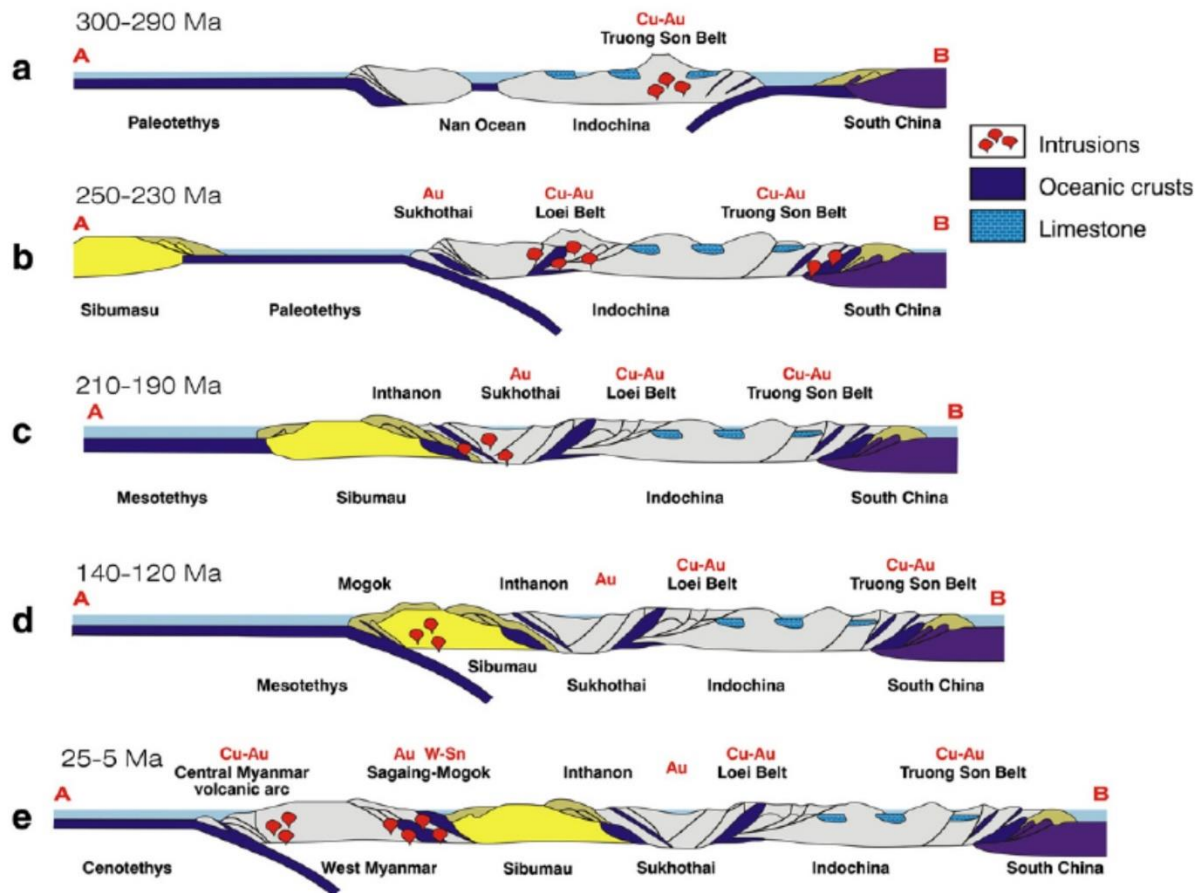 300-290 Ma
Cu-Au
Truong Son Belt
A
B
a
Paleotethys
Nan Ocean
Indochina
South China
Intrusions
Oceanic crusts
Limestone
250-230 Ma
Au
Cu-Au
Cu-Au
A
Sukhothai
Loei Belt
Truong Son Belt
B
b
Sibumasu
Paleotethys
Indochina
South China
210-190 Ma
Au
Cu-Au
Cu-Au
A
Inthanon
Sukhothai
Loei Belt
Truong Son Belt
B
c
Mesotethys
Sibumau
Indochina
South China
140-120 Ma
Cu-Au
Cu-Au
A
Mogok
Inthanon
Au
Loei Belt
Truong Son Belt
B
d
Sibumau
Mesotethys
Sukhothai
Indochina
South China
25-5 Ma
Cu-Au
Au W-Sn
Cu-Au
Cu-Au
A
Central Myanmar
volcanic arc
Sagaing-Mogok
Inthanon
Au
Loei Belt
Truong Son Belt
B
e
Cenotethys
West Myanmar
Sibumau
Sukhothai
Indochina
South China